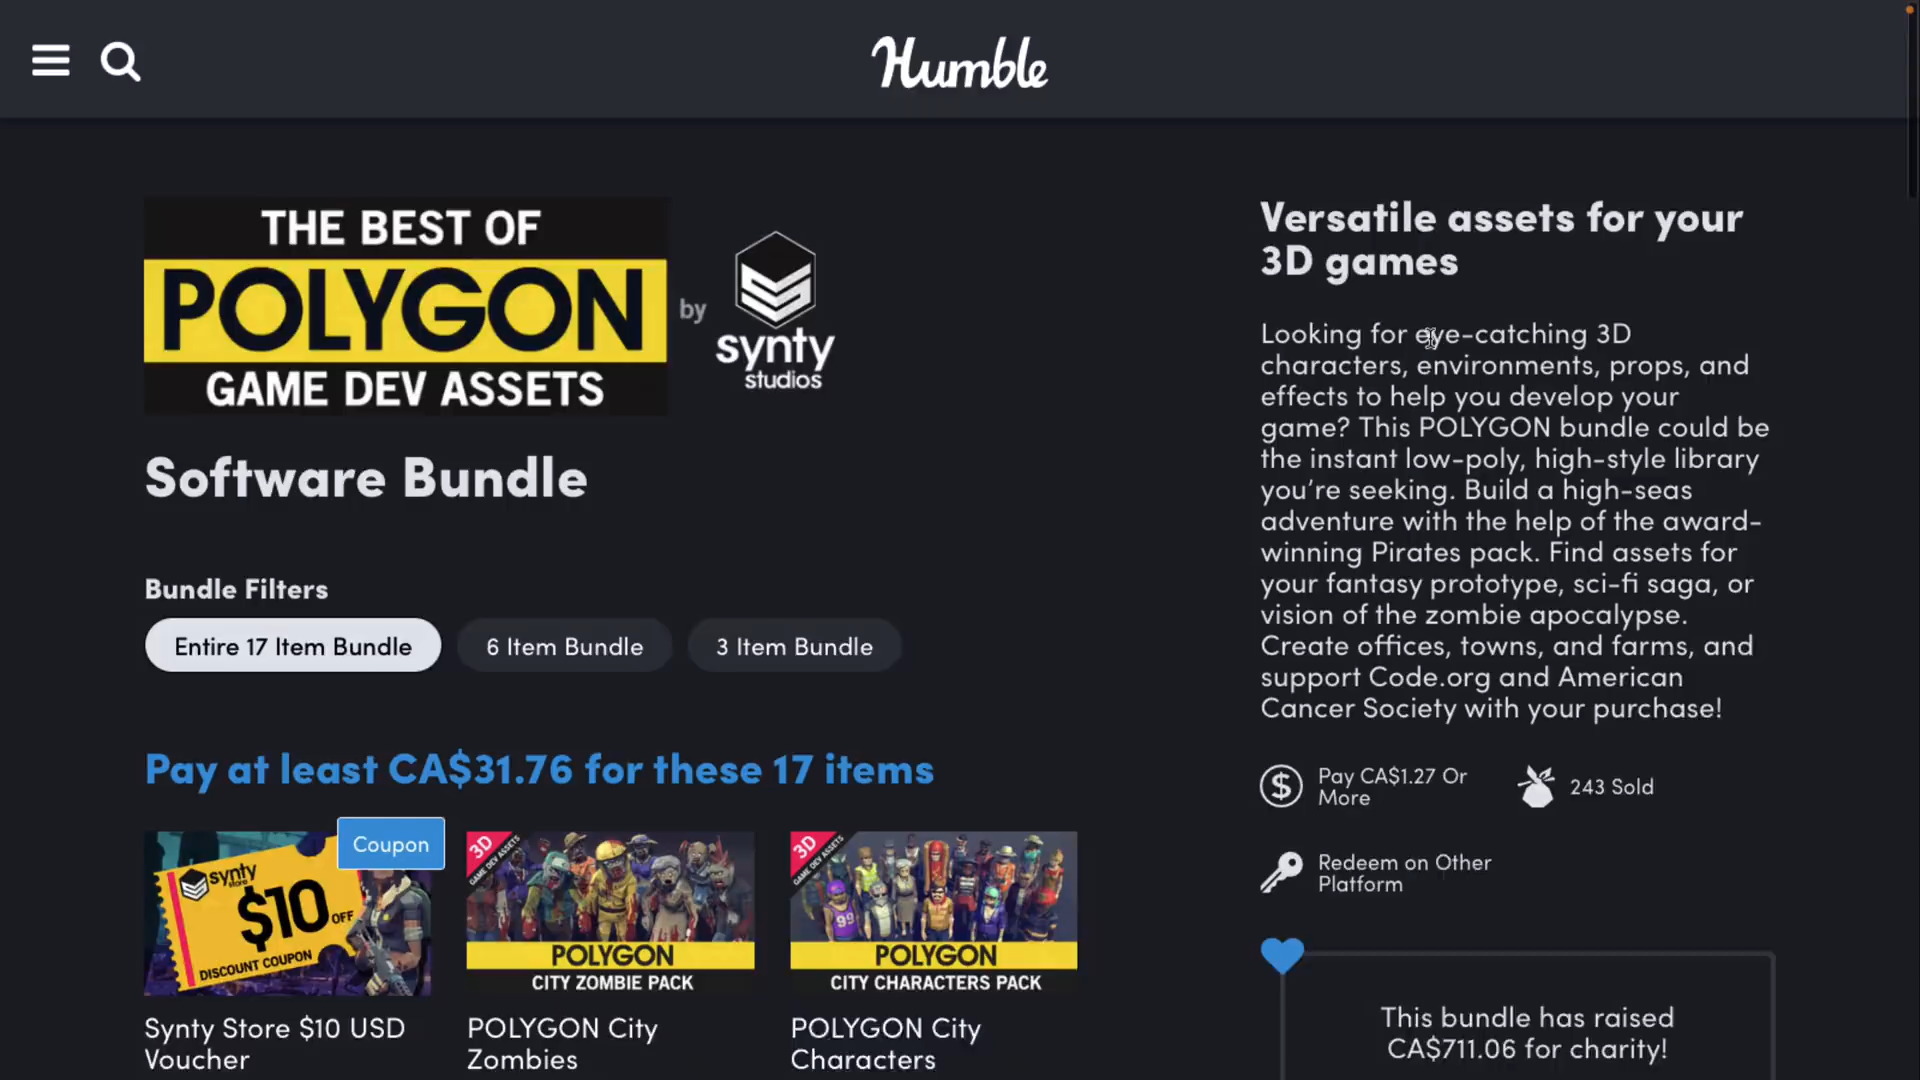 Humble
THE BEST OF
POLYGON
GAME DEV ASSETS
by
synty
studios
Software Bundle
Bundle Filters
Entire 17 Item Bundle
6 Item Bundle
3 Item Bundle
Pay at least CA$31.76 for these 17 items
Coupon
synty
store
$10 OFF
DISCOUNT COUPON
Synty Store $10 USD
Voucher
3D
GAME DEV ASSETS
POLYGON
CITY ZOMBIE PACK
POLYGON City
Zombies
3D
GAME DEV ASSETS
99
POLYGON
CITY CHARACTERS PACK
POLYGON City
Characters
Versatile assets for your
3D games
Looking for eye-catching 3D
characters, environments, props, and
effects to help you develop your
game? This POLYGON bundle could be
the instant low-poly, high-style library
you’re seeking. Build a high-seas
adventure with the help of the award-
winning Pirates pack. Find assets for
your fantasy prototype, sci-fi saga, or
vision of the zombie apocalypse.
Create offices, towns, and farms, and
support Code.org and American
Cancer Society with your purchase!
$
Pay CA$1.27 Or
More
243 Sold
Redeem on Other
Platform
This bundle has raised
CA$711.06 for charity!